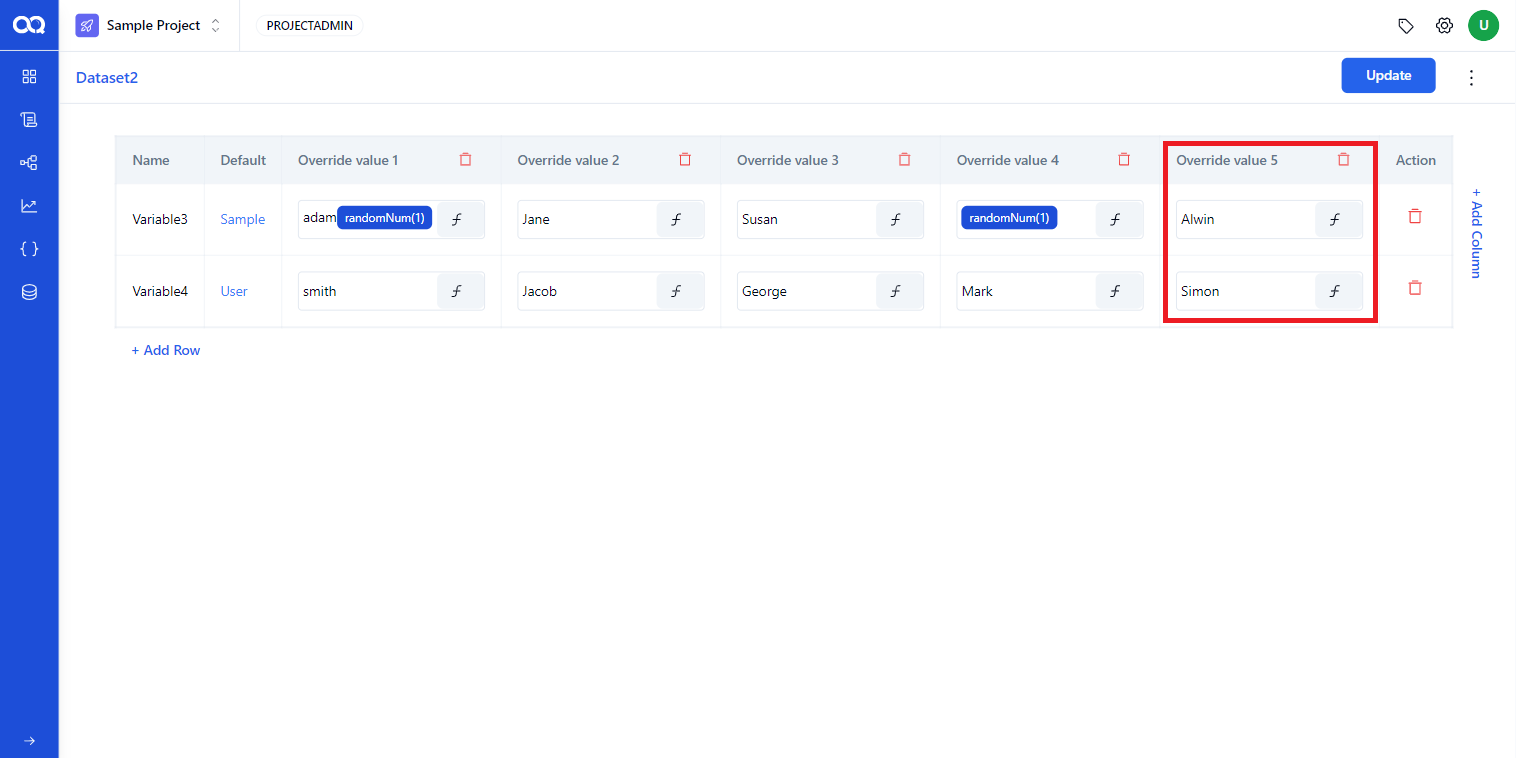 Sample Project PROJECTADMIN U
Dataset2 Update
Name Default Override value 1 Override value 2 Override value 3 Override value 4 Override value 5 Action
Variable3 Sample adam randomNum(1) f Jane f Susan f randomNum(1) f Alwin f
Variable4 User smith f Jacob f George f Mark f Simon f
+ Add Column
+ Add Row